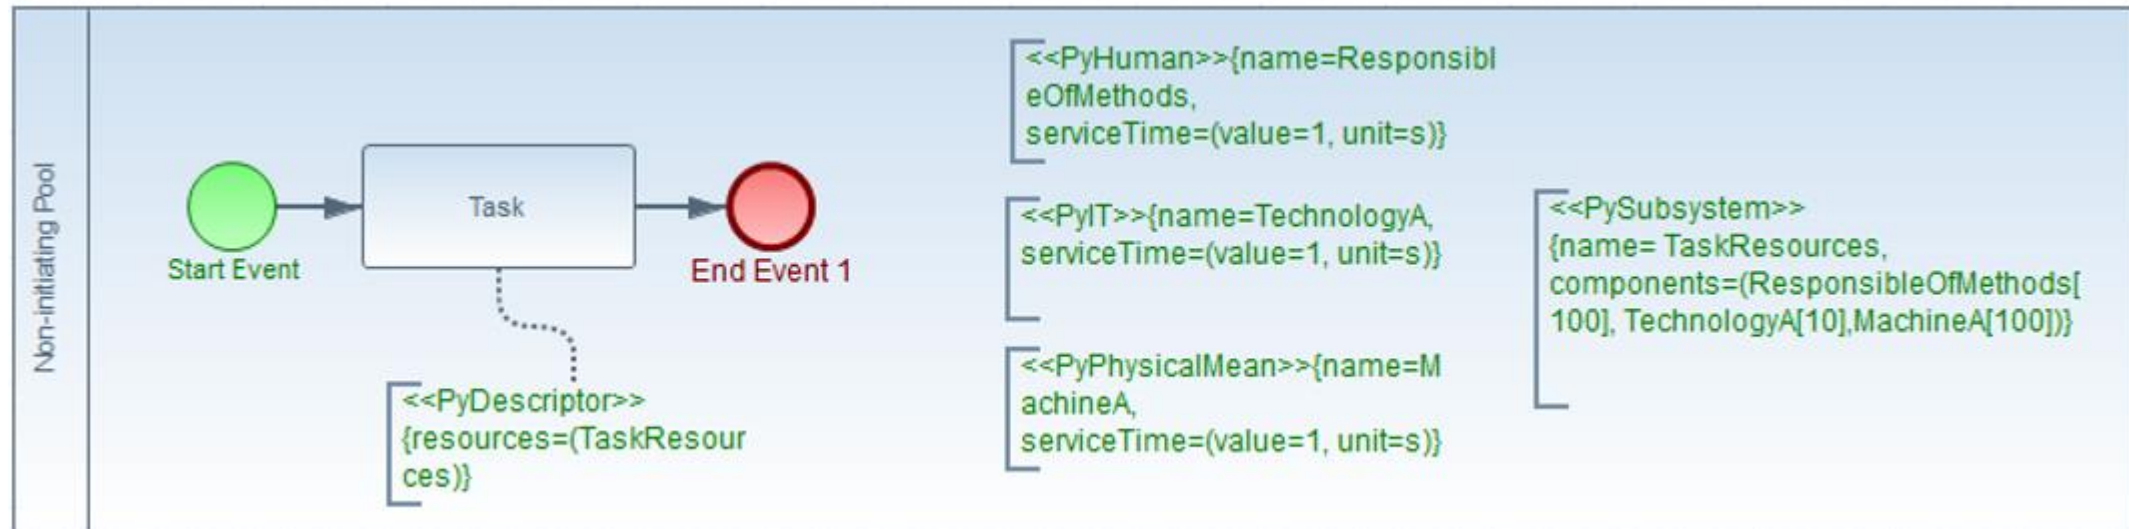 Non-initiating Pool
Start Event
Task
End Event 1
<<PyDescriptor>>
{resources=(TaskResour
ces)}
<<PyHuman>>{name=Responsibl
eOfMethods,
serviceTime=(value=1, unit=s)}
<<PyIT>>{name=TechnologyA,
serviceTime=(value=1, unit=s)}
<<PyPhysicalMean>>{name=M
achineA,
serviceTime=(value=1, unit=s)}
<<PySubsystem>>
{name= TaskResources,
components=(ResponsibleOfMethods[
100], TechnologyA[10],MachineA[100])}